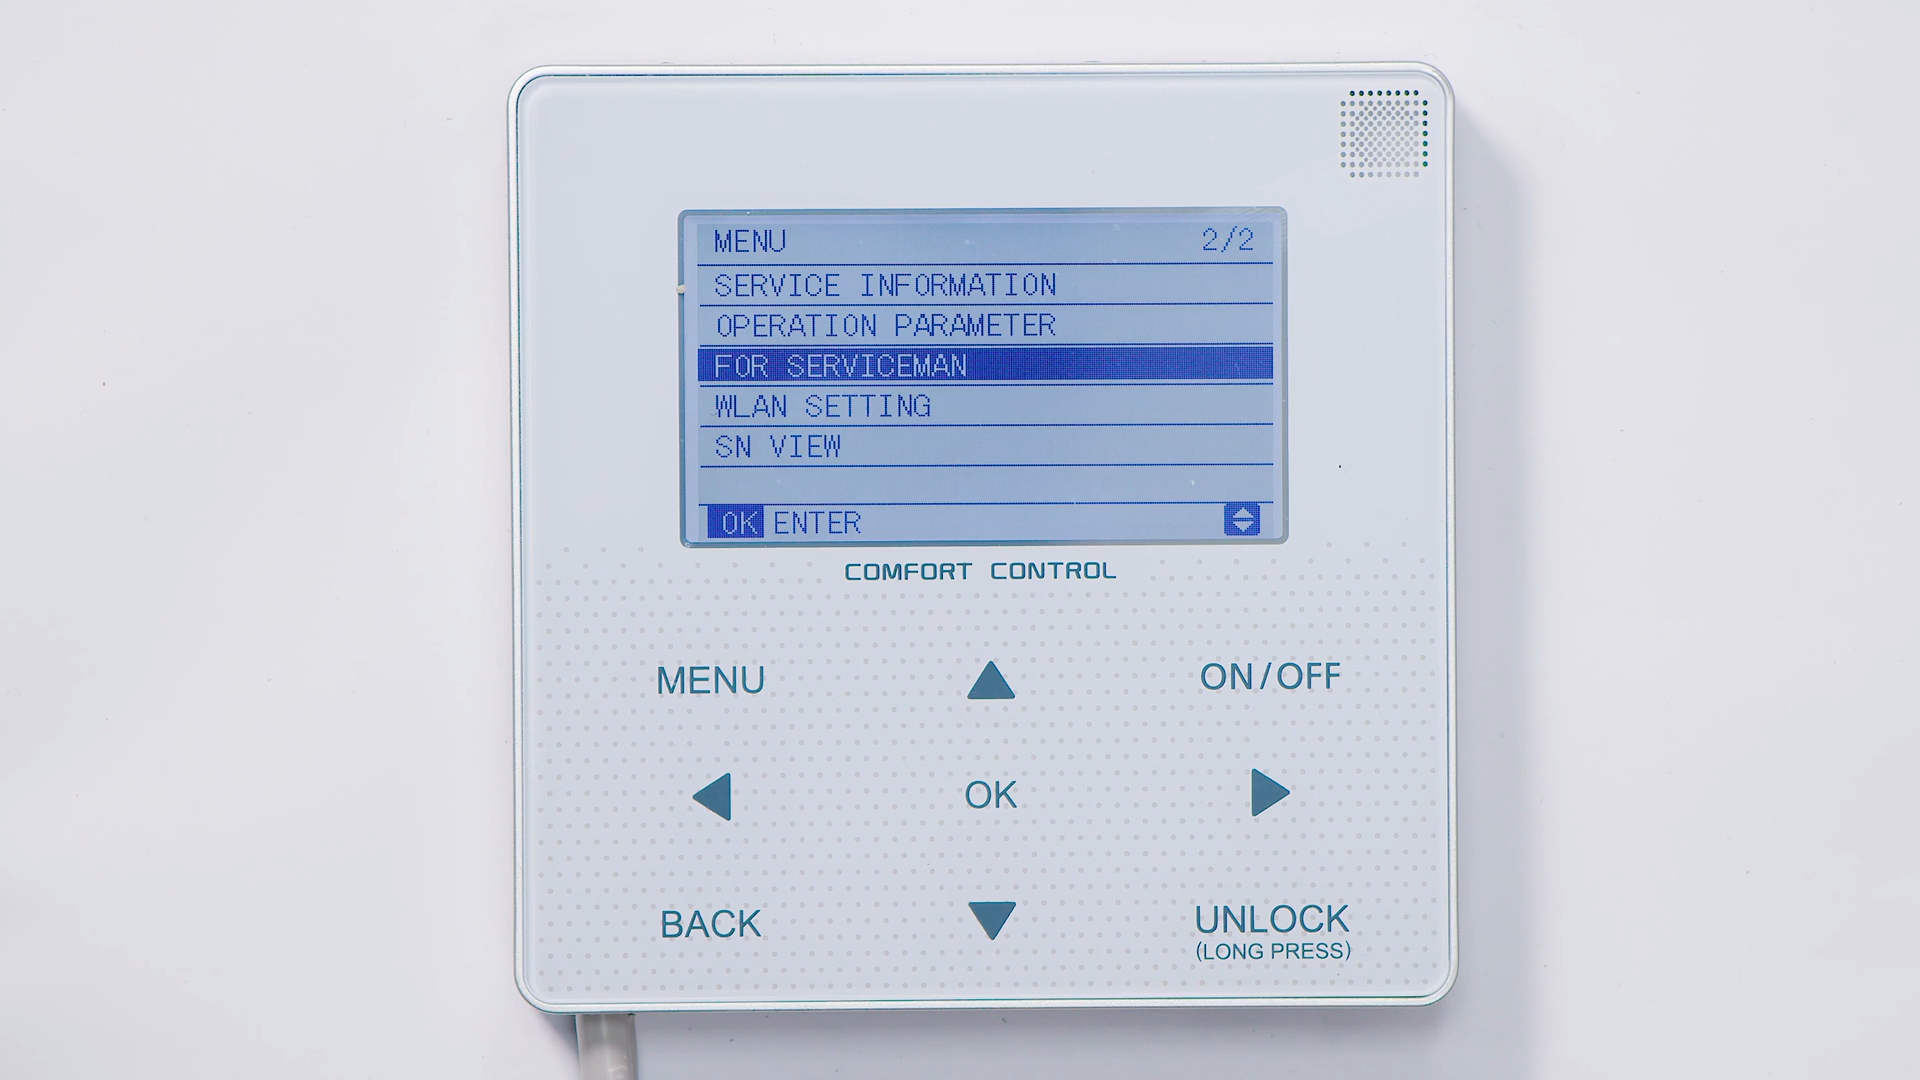 MENU 2/2
SERVICE INFORMATION
OPERATION PARAMETER
FOR SERVICEMAN
WLAN SETTING
SN VIEW
OK ENTER
COMFORT CONTROL
MENU
ON/OFF
OK
BACK
UNLOCK
(LONG PRESS)